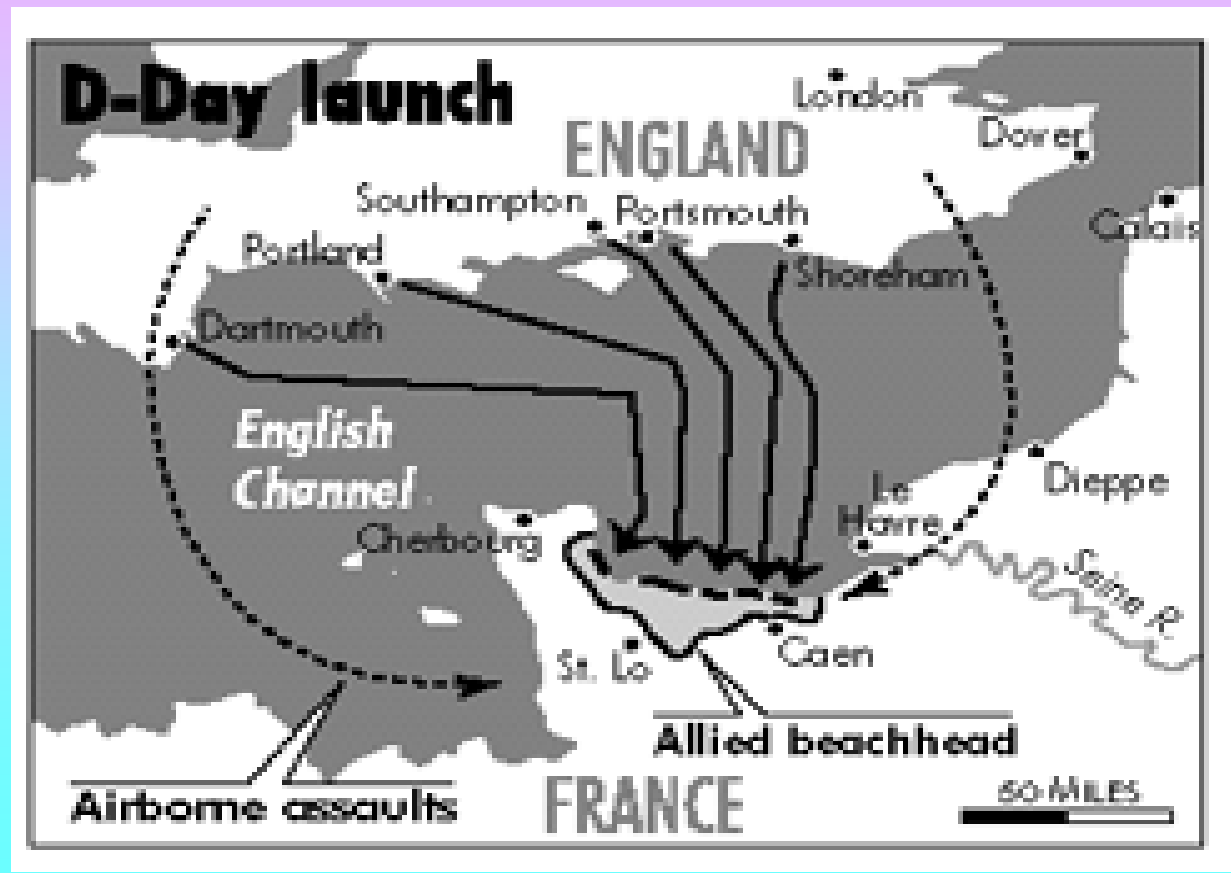 D-Day launch
London
ENGLAND
Dover
Southampton
Portsmouth
Calais
Portland
Shoreham
Dartmouth
English
Channel
Le
Havre
Dieppe
Cherbourg
Seine R.
St. Lo
Caen
Allied beachhead
Airborne assaults
FRANCE
60 MILES